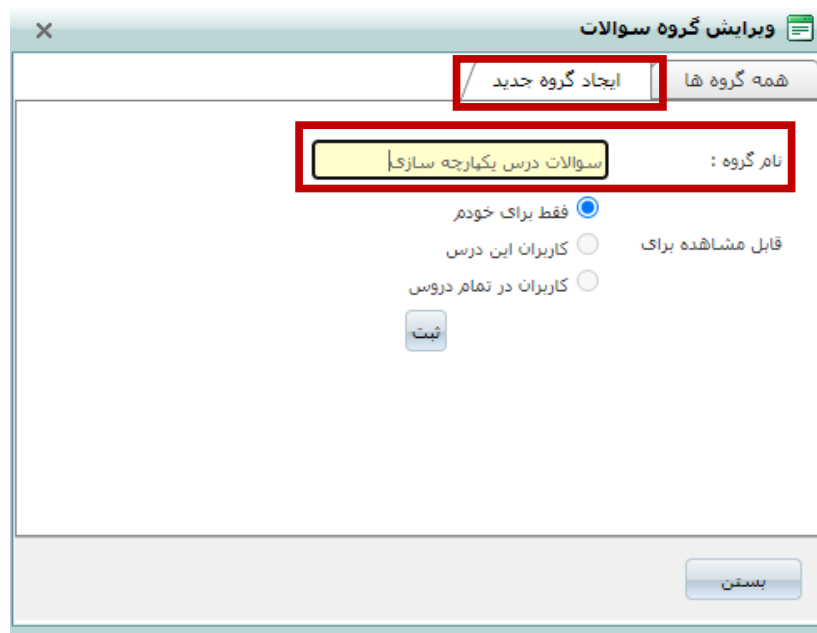 ویرایش گروه سوالات
همه گروه ها
ایجاد گروه جدید
نام گروه :
سوالات درس یکپارچه سازی
قابل مشاهده برای
فقط برای خودم
کاربران این درس
کاربران در تمام دروس
ثبت
بستن